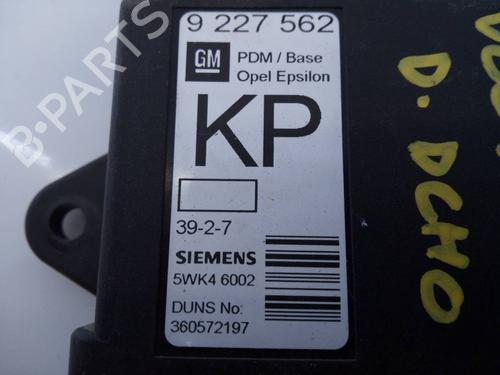 9 227 562
GM
PDM / Base
Opel Epsilon
KP
39-2-7
SIEMENS
5WK4 6002
DUNS No:
360572197
D. DCHO
B-PARTS